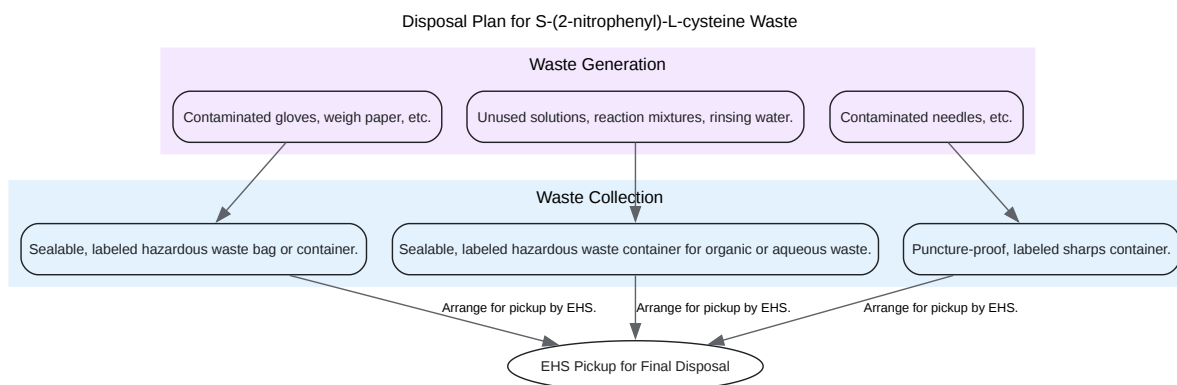 Disposal Plan for S-(2-nitrophenyl)-L-cysteine Waste
Waste Generation
Contaminated gloves, weigh paper, etc.
Unused solutions, reaction mixtures, rinsing water.
Contaminated needles, etc.
Waste Collection
Sealable, labeled hazardous waste bag or container.
Sealable, labeled hazardous waste container for organic or aqueous waste.
Puncture-proof, labeled sharps container.
Arrange for pickup by EHS.
Arrange for pickup by EHS.
Arrange for pickup by EHS.
EHS Pickup for Final Disposal